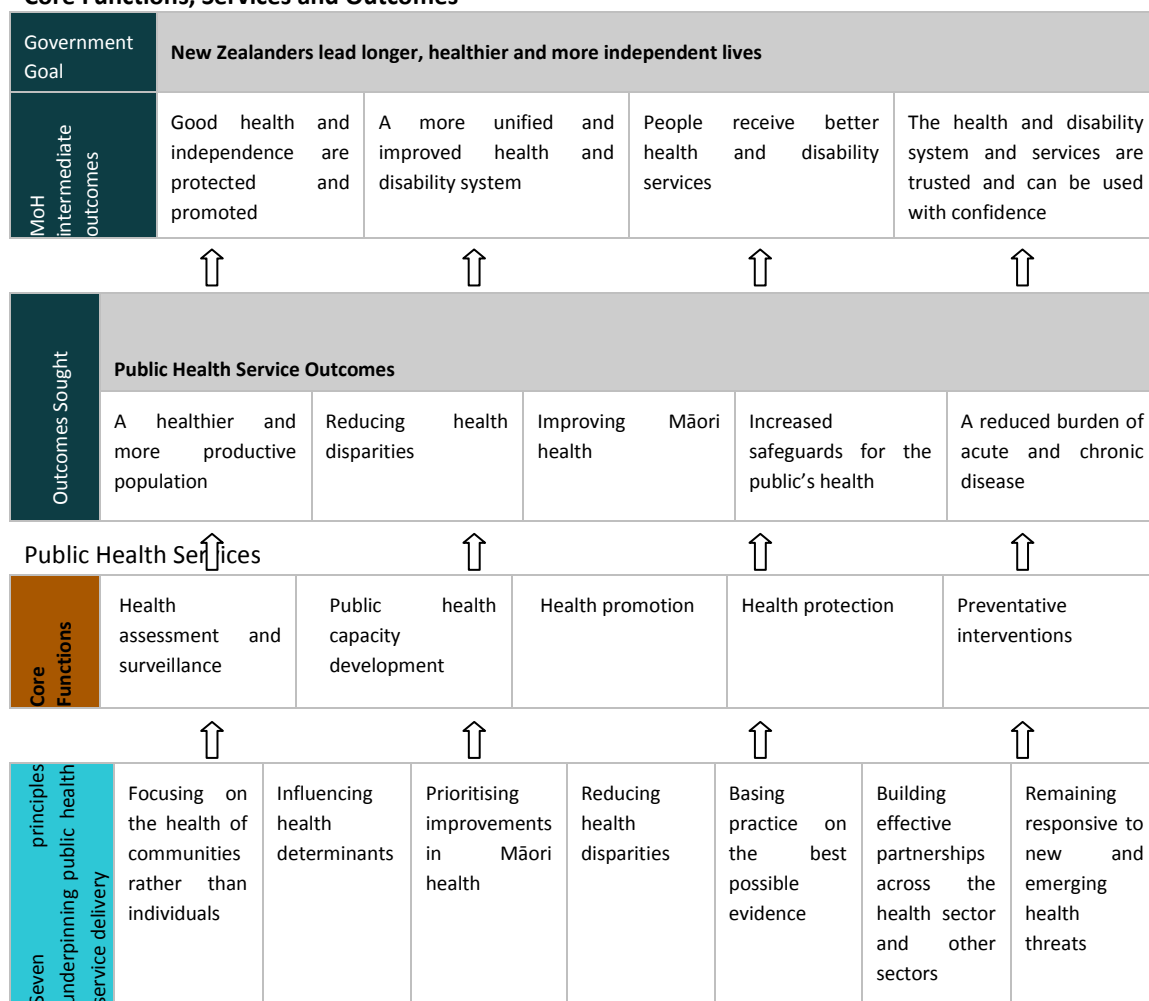 Core Functions, Services and Outcomes
Government
Goal
New Zealanders lead longer, healthier and more independent lives
MoH
intermediate
outcomes
Good health and
independence are
protected and
promoted
A more unified and
improved health and
disability system
People receive better
health and disability
services
The health and disability
system and services are
trusted and can be used
with confidence
Outcomes Sought
Public Health Service Outcomes
A healthier and
more productive
population
Reducing health
disparities
Improving Māori
health
Increased
safeguards for the
public’s health
A reduced burden of
acute and chronic
disease
Public Health Services
Core
Functions
Health
assessment and
surveillance
Public health
capacity
development
Health promotion
Health protection
Preventative
interventions
Seven principles
underpinning public health
service delivery
Focusing on
the health of
communities
rather than
individuals
Influencing
health
determinants
Prioritising
improvements
in Māori
health
Reducing
health
disparities
Basing
practice on
the best
possible
evidence
Building
effective
partnerships
across the
health sector
and other
sectors
Remaining
responsive to
new and
emerging
health
threats